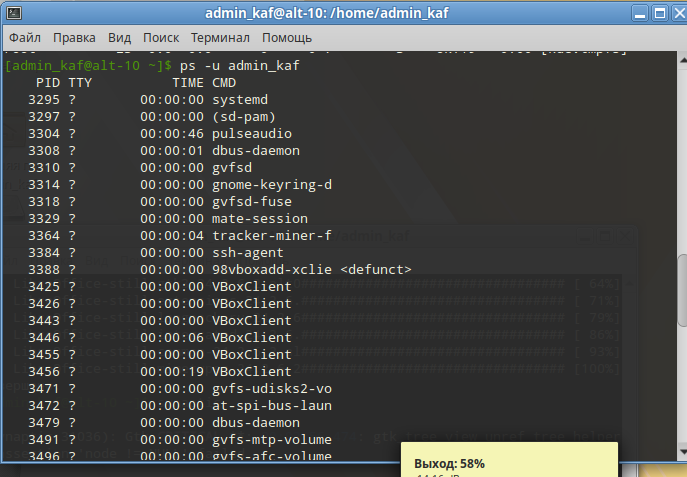 admin_kaf@alt-10: /home/admin_kaf
Файл Правка Вид Поиск Терминал Помощь
[admin_kaf@alt-10 ~]$ ps -u admin_kaf
PID TTY TIME CMD
3295 ? 00:00:00 systemd
3297 ? 00:00:00 (sd-pam)
3304 ? 00:00:46 pulseaudio
3308 ? 00:00:01 dbus-daemon
3310 ? 00:00:00 gvfsd
3314 ? 00:00:00 gnome-keyring-d
3318 ? 00:00:00 gvfsd-fuse
3329 ? 00:00:00 mate-session
3364 ? 00:00:04 tracker-miner-f
3384 ? 00:00:00 ssh-agent
3388 ? 00:00:00 98vboxadd-xclie <defunct>
3425 ? 00:00:00 VBoxClient
3426 ? 00:00:00 VBoxClient
3443 ? 00:00:00 VBoxClient
3446 ? 00:00:06 VBoxClient
3455 ? 00:00:00 VBoxClient
3456 ? 00:00:19 VBoxClient
3471 ? 00:00:00 gvfs-udisks2-vo
3472 ? 00:00:00 at-spi-bus-laun
3479 ? 00:00:00 dbus-daemon
3491 ? 00:00:00 gvfs-mtp-volume
3496 ? 00:00:00 gvfs-afc-volume
Выход: 58%